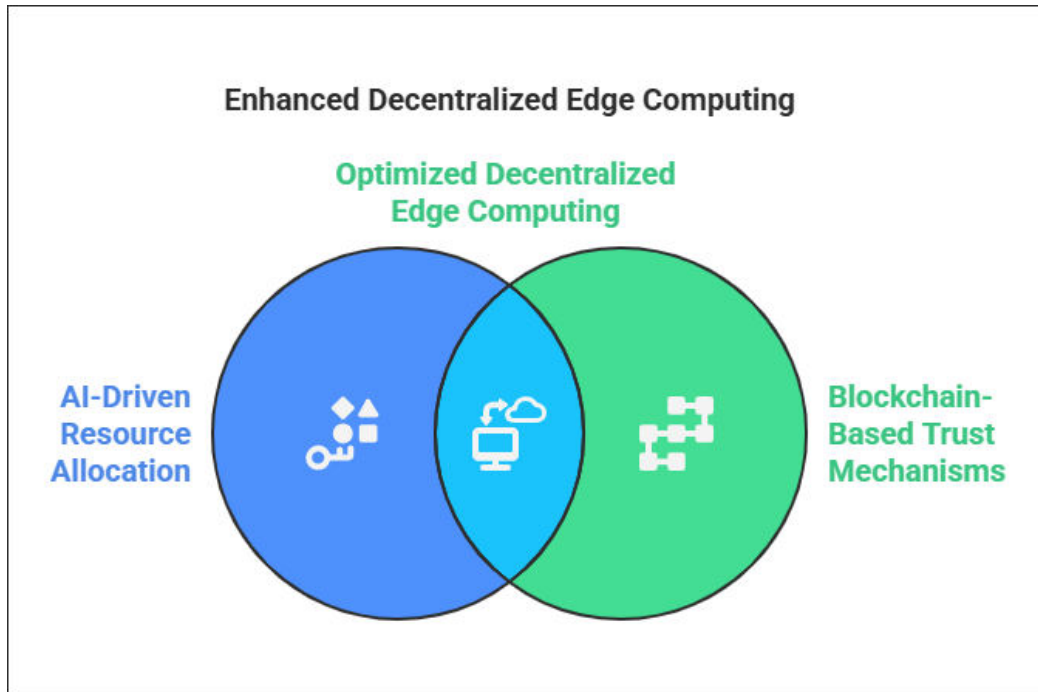 Enhanced Decentralized Edge Computing
Optimized Decentralized
Edge Computing
AI-Driven
Resource
Allocation
Blockchain-
Based Trust
Mechanisms